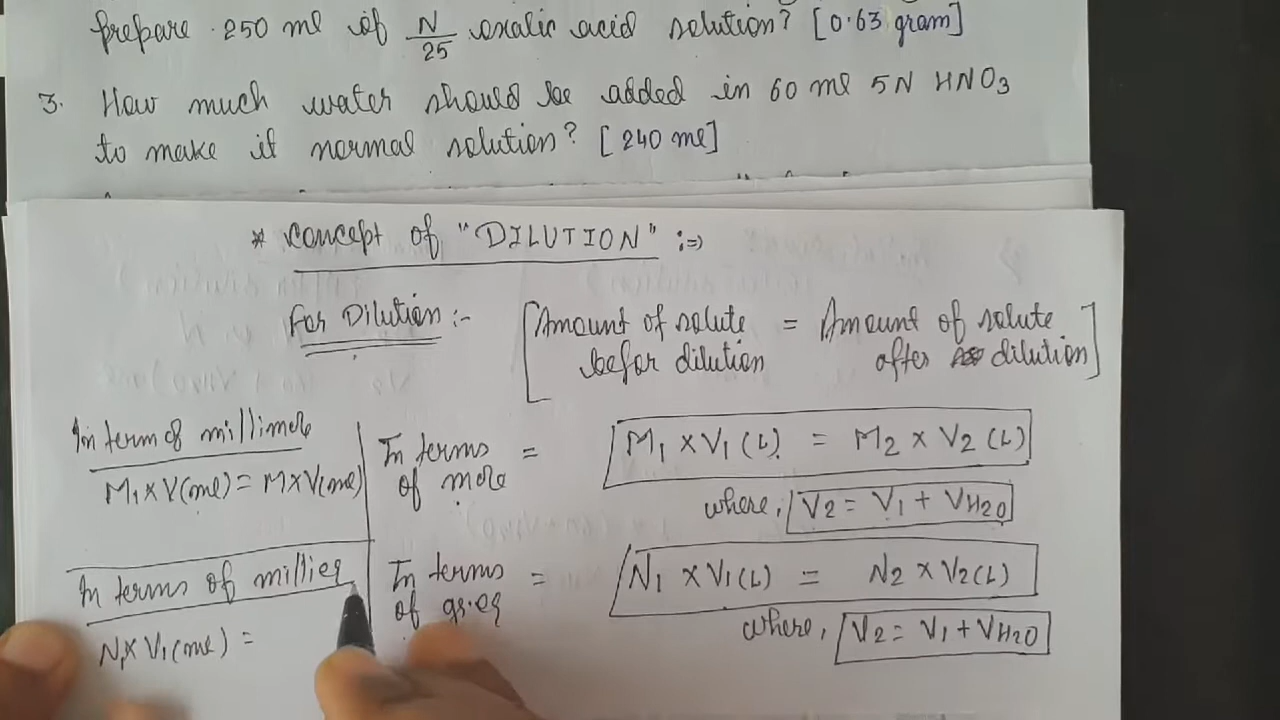 prepare 250 ml of N/25 oxalic acid solution? [0.63 gram]
3. How much water should be added in 60 ml 5N HNO3
to make it normal solution? [240 ml]
* concept of "DILUTION" :=>
For Dilution :-
[Amount of solute befor dilution = Amount of solute after dilution]
In term of millimole
M1 × V(ml) = M × V(ml)
In terms of mole = M1 × V1 (L) = M2 × V2 (L)
where, V2 = V1 + VH2O
In terms of millieq
N1 × V1(ml) =
In terms of gr.eq = N1 × V1(L) = N2 × V2(L)
where, V2 = V1 + VH2O